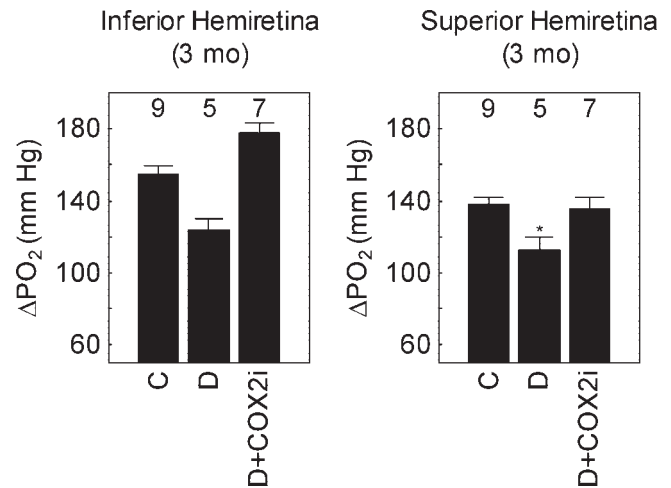 Inferior Hemiretina
(3 mo)
ΔPO₂ (mm Hg)
180
140
100
60
9 5 7
C D D+COX2i
Superior Hemiretina
(3 mo)
ΔPO₂ (mm Hg)
180
140
100
60
9 5 7
*
C D D+COX2i